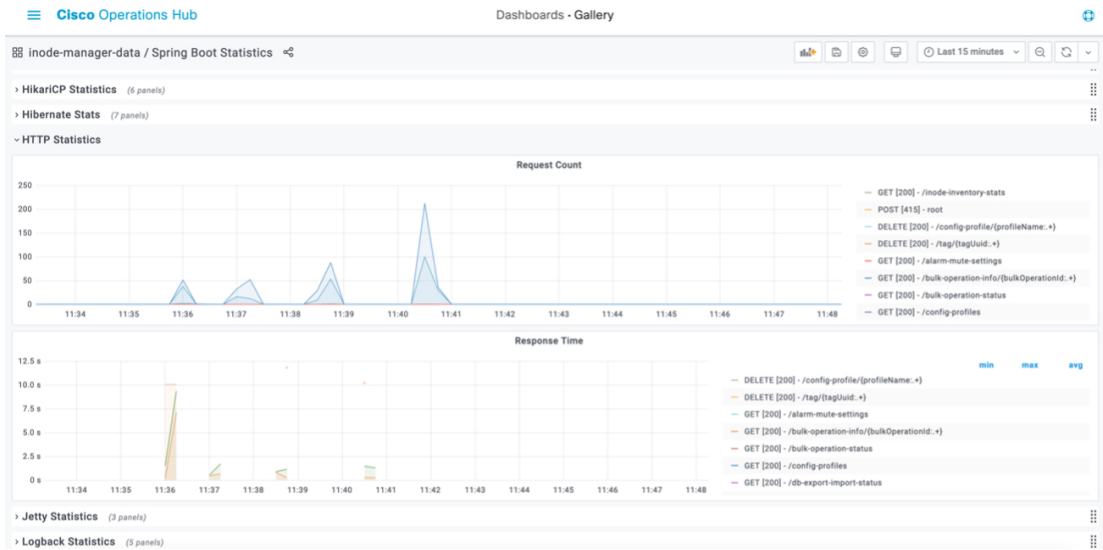 Cisco Operations Hub
Dashboards · Gallery
inode-manager-data / Spring Boot Statistics
Last 15 minutes
HikariCP Statistics (6 panels)
Hibernate Stats (7 panels)
HTTP Statistics
Request Count
250
200
150
100
50
0
11:34 11:35 11:36 11:37 11:38 11:39 11:40 11:41 11:42 11:43 11:44 11:45 11:46 11:47 11:48
GET [200] - /inode-inventory-stats
POST [415] - root
DELETE [200] - /config-profile/{profileName:.+}
DELETE [200] - /tag/{tagUuid:.+}
GET [200] - /alarm-mute-settings
GET [200] - /bulk-operation-info/{bulkOperationId:.+}
GET [200] - /bulk-operation-status
GET [200] - /config-profiles
Response Time
12.5 s
10.0 s
7.5 s
5.0 s
2.5 s
0 s
11:34 11:35 11:36 11:37 11:38 11:39 11:40 11:41 11:42 11:43 11:44 11:45 11:46 11:47 11:48
min max avg
DELETE [200] - /config-profile/{profileName:.+}
DELETE [200] - /tag/{tagUuid:.+}
GET [200] - /alarm-mute-settings
GET [200] - /bulk-operation-info/{bulkOperationId:.+}
GET [200] - /bulk-operation-status
GET [200] - /config-profiles
GET [200] - /db-export-import-status
Jetty Statistics (3 panels)
Logback Statistics (5 panels)